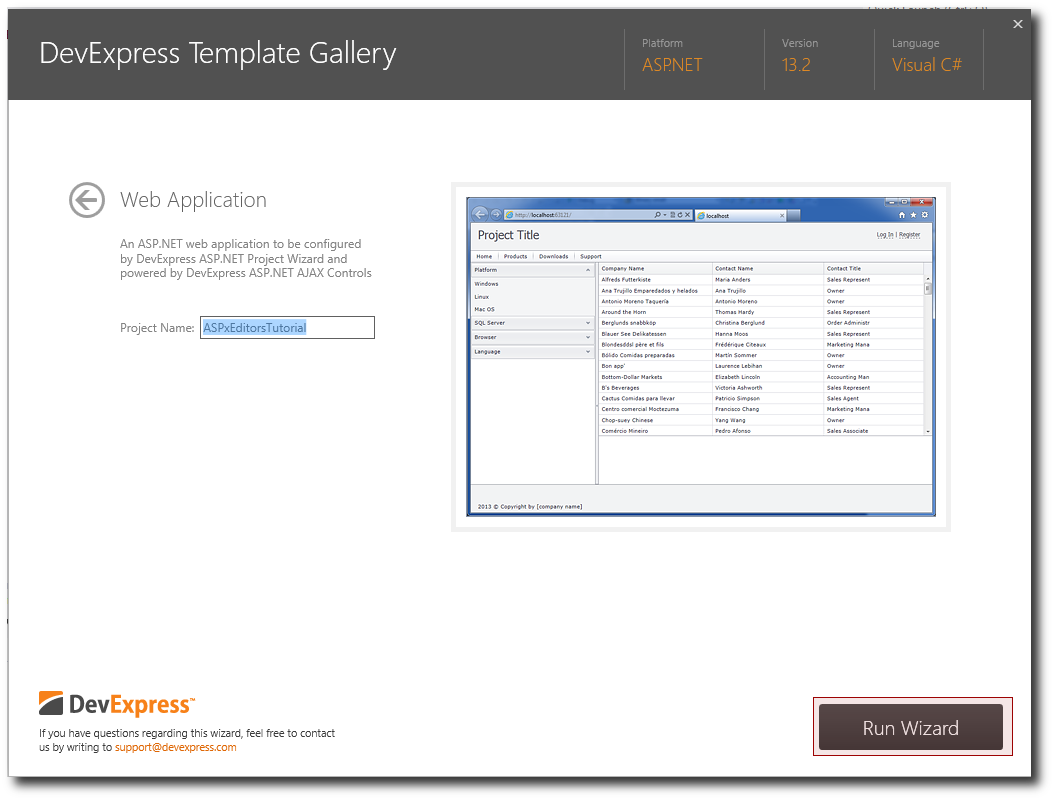 DevExpress Template Gallery
Platform
ASP.NET
Version
13.2
Language
Visual C#
Web Application
An ASP.NET web application to be configured
by DevExpress ASP.NET Project Wizard and
powered by DevExpress ASP.NET AJAX Controls
Project Name: ASPxEditorsTutorial
http://localhost:63121/
localhost
Project Title
Log In | Register
Home Products Downloads Support
Platform
Windows
Linux
Mac OS
SQL Server
Browser
Language
Company Name Contact Name Contact Title
Alfreds Futterkiste Maria Anders Sales Represent
Ana Trujillo Emparedados y helados Ana Trujillo Owner
Antonio Moreno Taquería Antonio Moreno Owner
Around the Horn Thomas Hardy Sales Represent
Berglunds snabbköp Christina Berglund Order Administr
Blauer See Delikatessen Hanna Moos Sales Represent
Blondesddsl père et fils Frédérique Citeaux Marketing Mana
Bólido Comidas preparadas Martín Sommer Owner
Bon app' Laurence Lebihan Owner
Bottom-Dollar Markets Elizabeth Lincoln Accounting Man
B's Beverages Victoria Ashworth Sales Represent
Cactus Comidas para llevar Patricio Simpson Sales Agent
Centro comercial Moctezuma Francisco Chang Marketing Mana
Chop-suey Chinese Yang Wang Owner
Comércio Mineiro Pedro Afonso Sales Associate
2013 © Copyright by [company name]
DevExpress™
If you have questions regarding this wizard, feel free to contact
us by writing to support@devexpress.com
Run Wizard